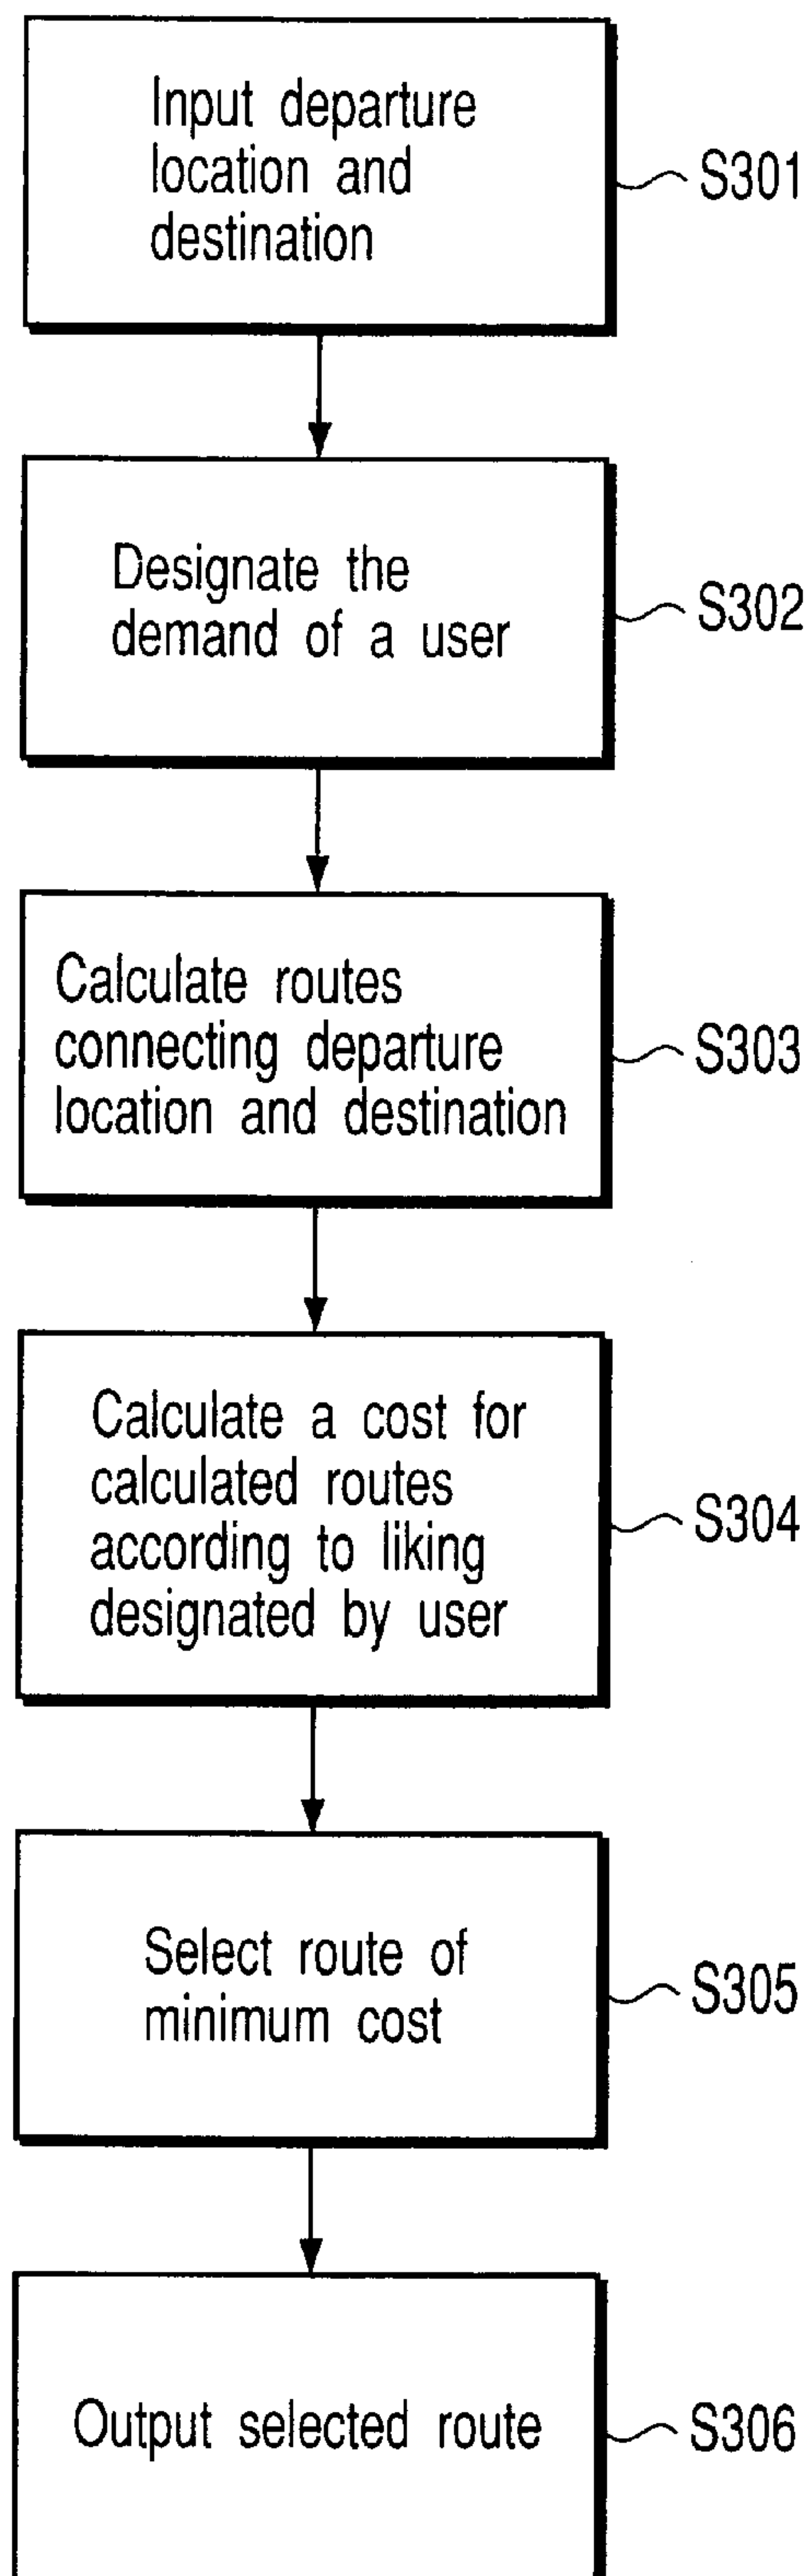 Input departure
location and
destination
S301
Designate the
demand of a user
S302
Calculate routes
connecting departure
location and destination
S303
Calculate a cost for
calculated routes
according to liking
designated by user
S304
Select route of
minimum cost
S305
Output selected route
S306